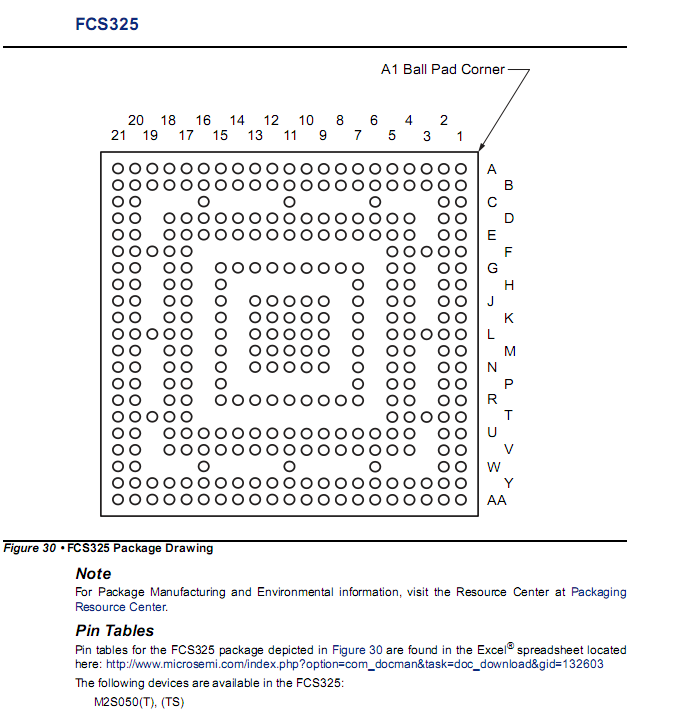 FCS325
A1 Ball Pad Corner
20 18 16 14 12 10 8 6 4 2
21 19 17 15 13 11 9 7 5 3 1
A
B
C
D
E
F
G
H
J
K
L
M
N
P
R
T
U
V
W
Y
AA
Figure 30 • FCS325 Package Drawing
Note
For Package Manufacturing and Environmental information, visit the Resource Center at Packaging
Resource Center.
Pin Tables
Pin tables for the FCS325 package depicted in Figure 30 are found in the Excel® spreadsheet located
here: http://www.microsemi.com/index.php?option=com_docman&task=doc_download&gid=132603
The following devices are available in the FCS325:
M2S050(T), (TS)